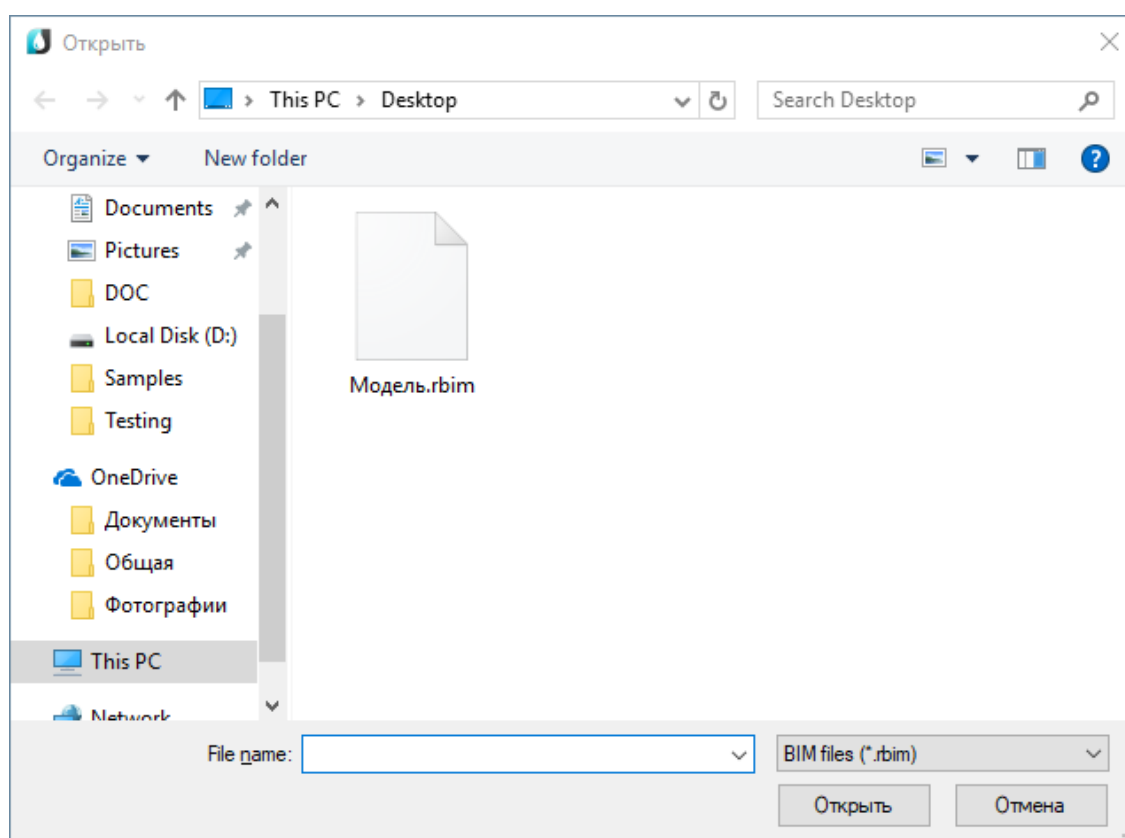 Открыть
This PC > Desktop
Search Desktop
Organize
New folder
Documents
Pictures
DOC
Local Disk (D:)
Samples
Testing
OneDrive
Документы
Общая
Фотографии
This PC
Network
Модель.rbim
File name:
BIM files (*.rbim)
Открыть
Отмена